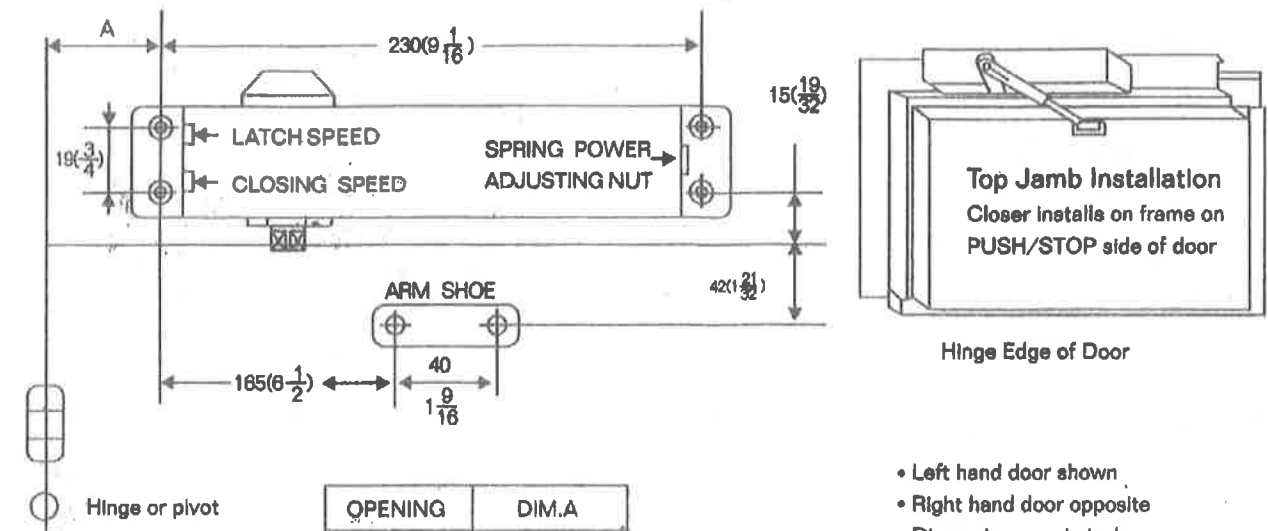 A
230(9 1/16)
15(19/32)
LATCH SPEED
19(3/4)
SPRING POWER
CLOSING SPEED
ADJUSTING NUT
Top Jamb Installation
Closer installs on frame on
PUSH/STOP side of door
42(1 21/32)
ARM SHOE
Hinge Edge of Door
165(6 1/2)
40
1 9/16
• Left hand door shown
Hinge or pivot
OPENING DIM.A
• Right hand door opposite